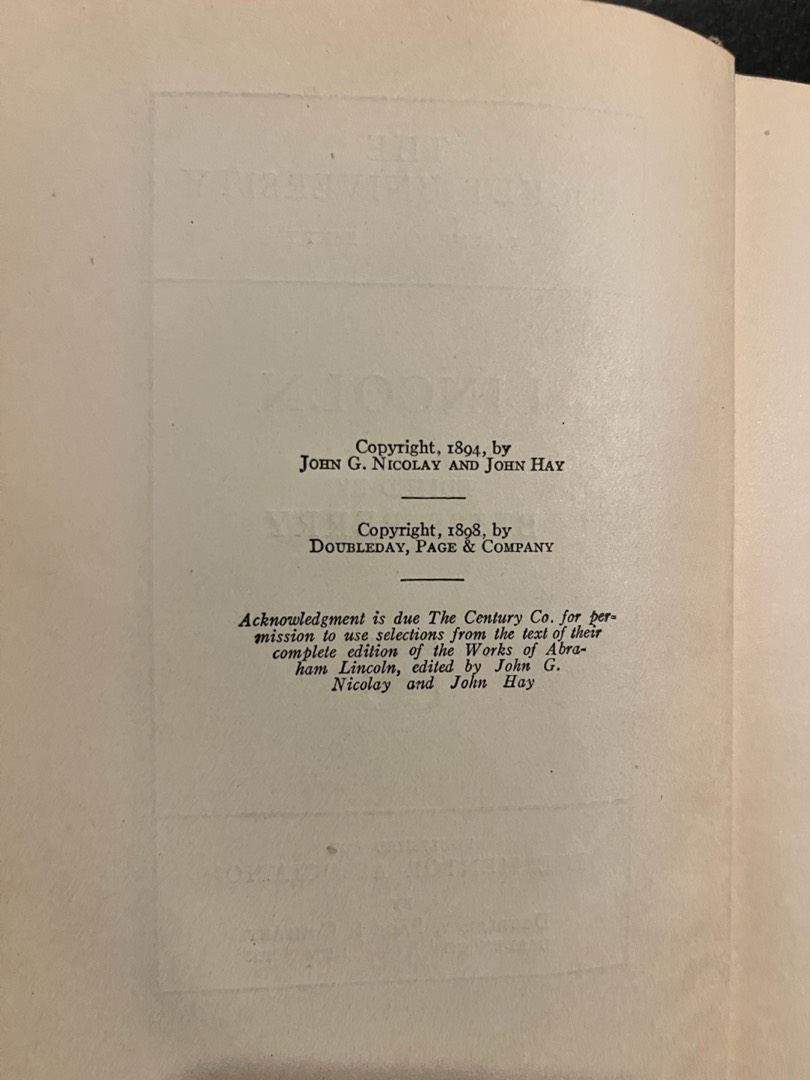 Copyright, 1894, by
JOHN G. NICOLAY AND JOHN HAY
Copyright, 1898, by
DOUBLEDAY, PAGE & COMPANY
Acknowledgment is due The Century Co. for per-
mission to use selections from the text of their
complete edition of the Works of Abra-
ham Lincoln, edited by John G.
Nicolay and John Hay